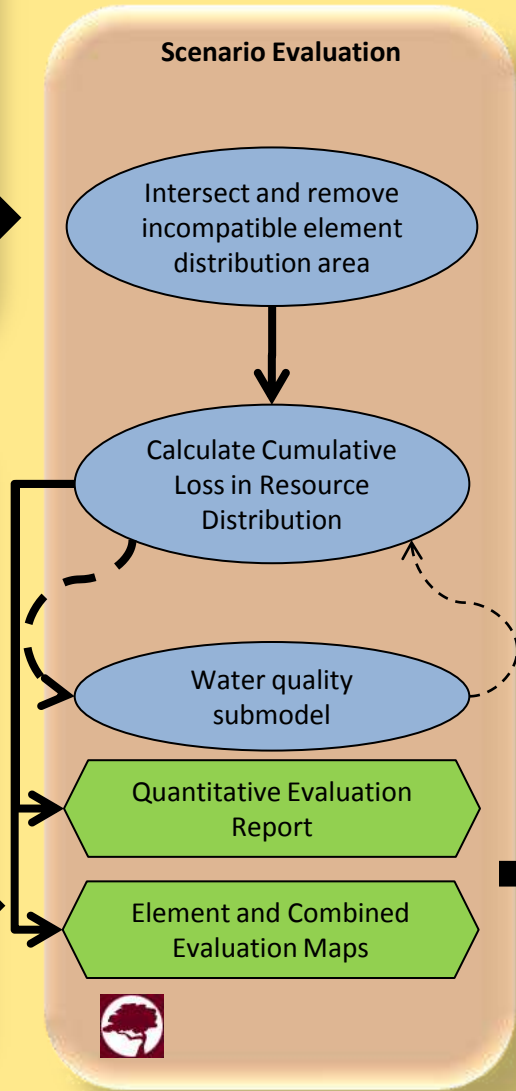 Scenario Evaluation
Intersect and remove
incompatible element
distribution area
Calculate Cumulative
Loss in Resource
Distribution
Water quality
submodel
Quantitative Evaluation
Report
Element and Combined
Evaluation Maps